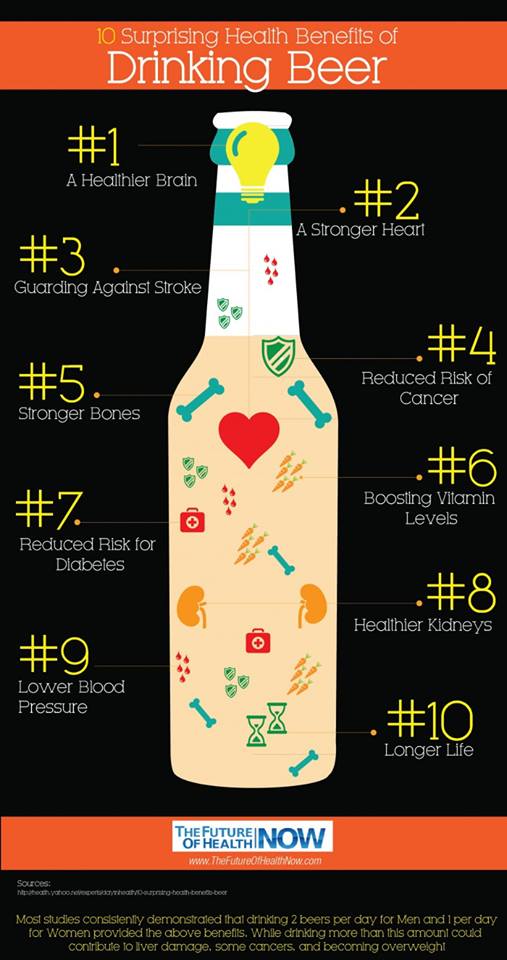 10 Surprising Health Benefits of
Drinking Beer
#1
A Healthier Brain
#2
A Stronger Heart
#3
Guarding Against Stroke
#4
Reduced Risk of
Cancer
#5
Stronger Bones
#6
Boosting Vitamin
Levels
#7
Reduced Risk for
Diabetes
#8
Healthier Kidneys
#9
Lower Blood
Pressure
#10
Longer Life
THE FUTURE
OF HEALTH NOW
www.TheFutureOfHealthNow.com
Sources:
http://health.yahoo.net/experts/dayinhealth/10-surprising-health-benefits-beer
Most studies consistently demonstrated that drinking 2 beers per day for Men and 1 per day
for Women provided the above benefits. While drinking more than this amount could
contribute to liver damage, some cancers, and becoming overweight